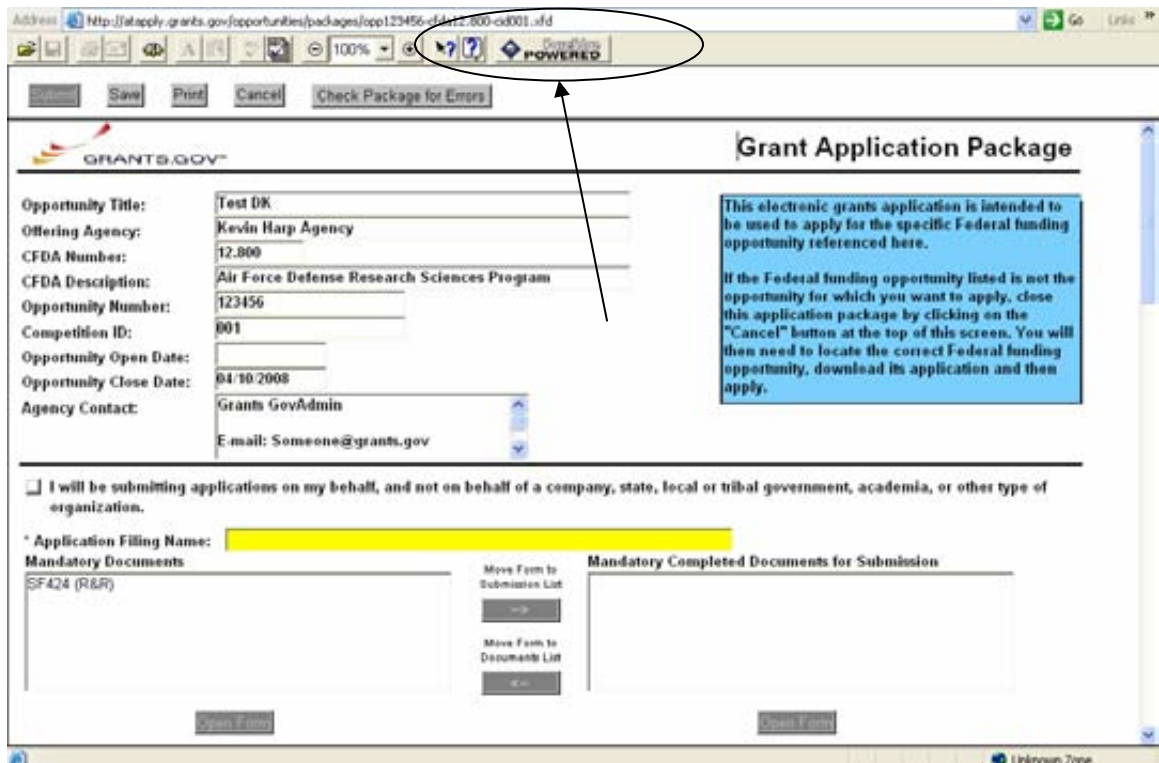 Address http://atapply.grants.gov/opportunities/packages/opp123456-cfda12.800-cid001.xfd Go Links »
100% POWERED
Submit Save Print Cancel Check Package for Errors
GRANTS.GOV℠ Grant Application Package
Opportunity Title: Test DK
Offering Agency: Kevin Harp Agency
CFDA Number: 12.800
CFDA Description: Air Force Defense Research Sciences Program
Opportunity Number: 123456
Competition ID: 001
Opportunity Open Date:
Opportunity Close Date: 04/10/2008
Agency Contact: Grants GovAdmin
E-mail: Someone@grants.gov
This electronic grants application is intended to
be used to apply for the specific Federal funding
opportunity referenced here.
If the Federal funding opportunity listed is not the
opportunity for which you want to apply, close
this application package by clicking on the
"Cancel" button at the top of this screen. You will
then need to locate the correct Federal funding
opportunity, download its application and then
apply.
I will be submitting applications on my behalf, and not on behalf of a company, state, local or tribal government, academia, or other type of
organization.
* Application Filing Name:
Mandatory Documents Mandatory Completed Documents for Submission
SF424 (R&R)
Move Form to
Submission List
-->
Move Form to
Documents List
<--
Open Form Open Form
Unknown Zone